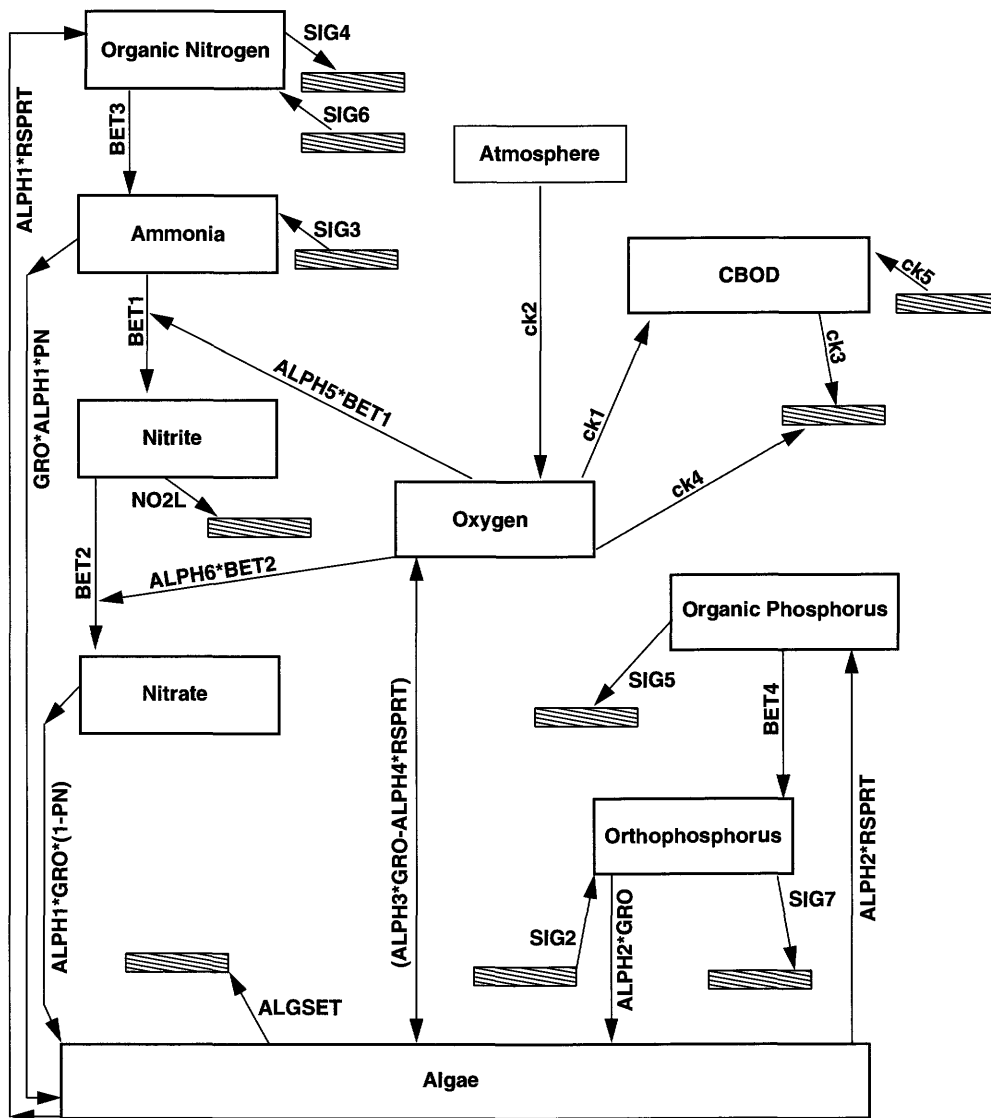 Organic Nitrogen
SIG4
SIG6
ALPH1*RSPRT
BET3
Atmosphere
Ammonia
SIG3
CBOD
ck5
BET1
ck2
ck3
GRO*ALPH1*PN
ALPH5*BET1
ck1
Nitrite
NO2L
ck4
Oxygen
BET2
ALPH6*BET2
Organic Phosphorus
Nitrate
SIG5
BET4
(ALPH3*GRO-ALPH4*RSPRT)
ALPH1*GRO*(1-PN)
Orthophosphorus
ALPH2*RSPRT
SIG7
SIG2
ALPH2*GRO
ALGSET
Algae